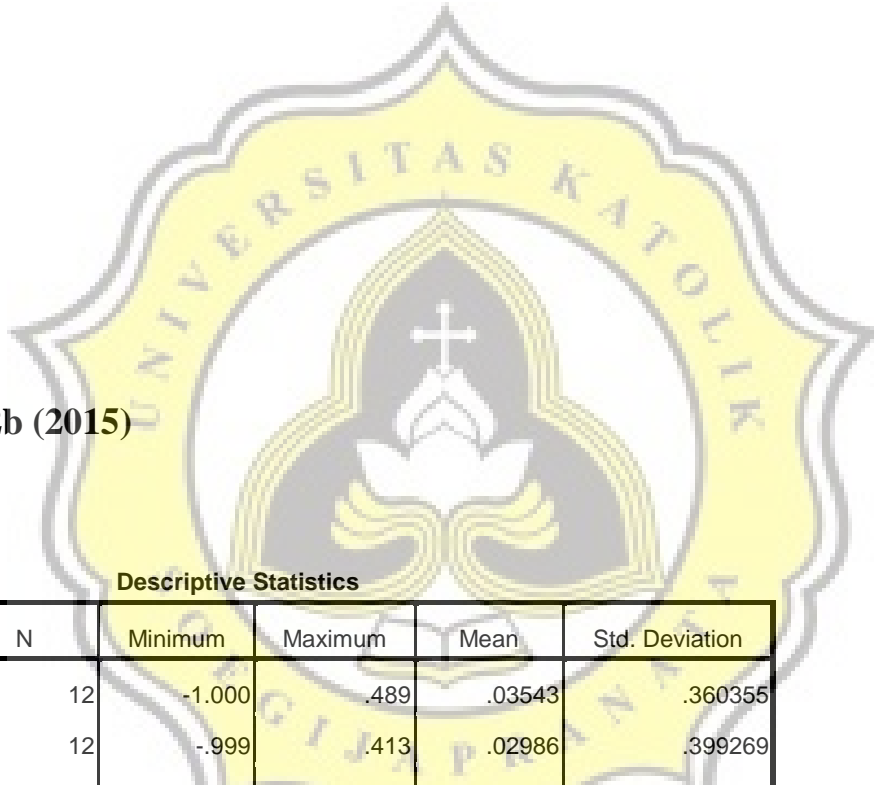 UNIVERSITAS KATOLIK
SOEGIJAPRANATA
2b (2015)
Descriptive Statistics
N Minimum Maximum Mean Std. Deviation
12 -1.000 .489 .03543 .360355
12 -.999 .413 .02986 .399269